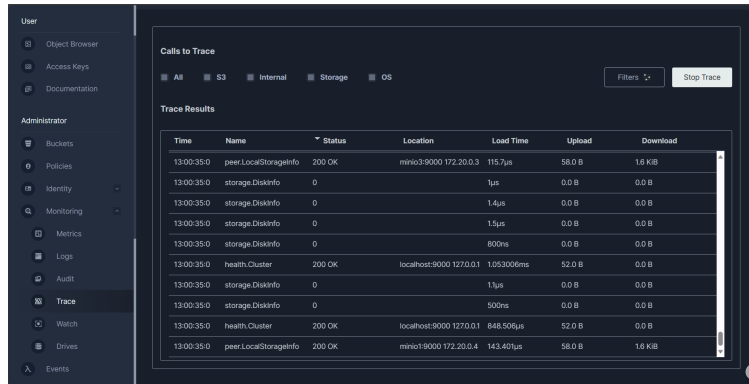 User
Object Browser
Access Keys
Documentation
Administrator
Buckets
Policies
Identity
Monitoring
Metrics
Logs
Audit
Trace
Watch
Drives
Events
Calls to Trace
All S3 Internal Storage OS Filters Stop Trace
Trace Results
Time Name Status Location Load Time Upload Download
13:00:35:0 peer.LocalStorageInfo 200 OK minio3:9000 172.20.0.3 115.7µs 58.0 B 1.6 KiB
13:00:35:0 storage.DiskInfo 0 1µs 0.0 B 0.0 B
13:00:35:0 storage.DiskInfo 0 1.4µs 0.0 B 0.0 B
13:00:35:0 storage.DiskInfo 0 1.5µs 0.0 B 0.0 B
13:00:35:0 storage.DiskInfo 0 800ns 0.0 B 0.0 B
13:00:35:0 health.Cluster 200 OK localhost:9000 127.0.0.1 1.053006ms 52.0 B 0.0 B
13:00:35:0 storage.DiskInfo 0 1.1µs 0.0 B 0.0 B
13:00:35:0 storage.DiskInfo 0 500ns 0.0 B 0.0 B
13:00:35:0 health.Cluster 200 OK localhost:9000 127.0.0.1 848.506µs 52.0 B 0.0 B
13:00:35:0 peer.LocalStorageInfo 200 OK minio1:9000 172.20.0.4 143.401µs 58.0 B 1.6 KiB